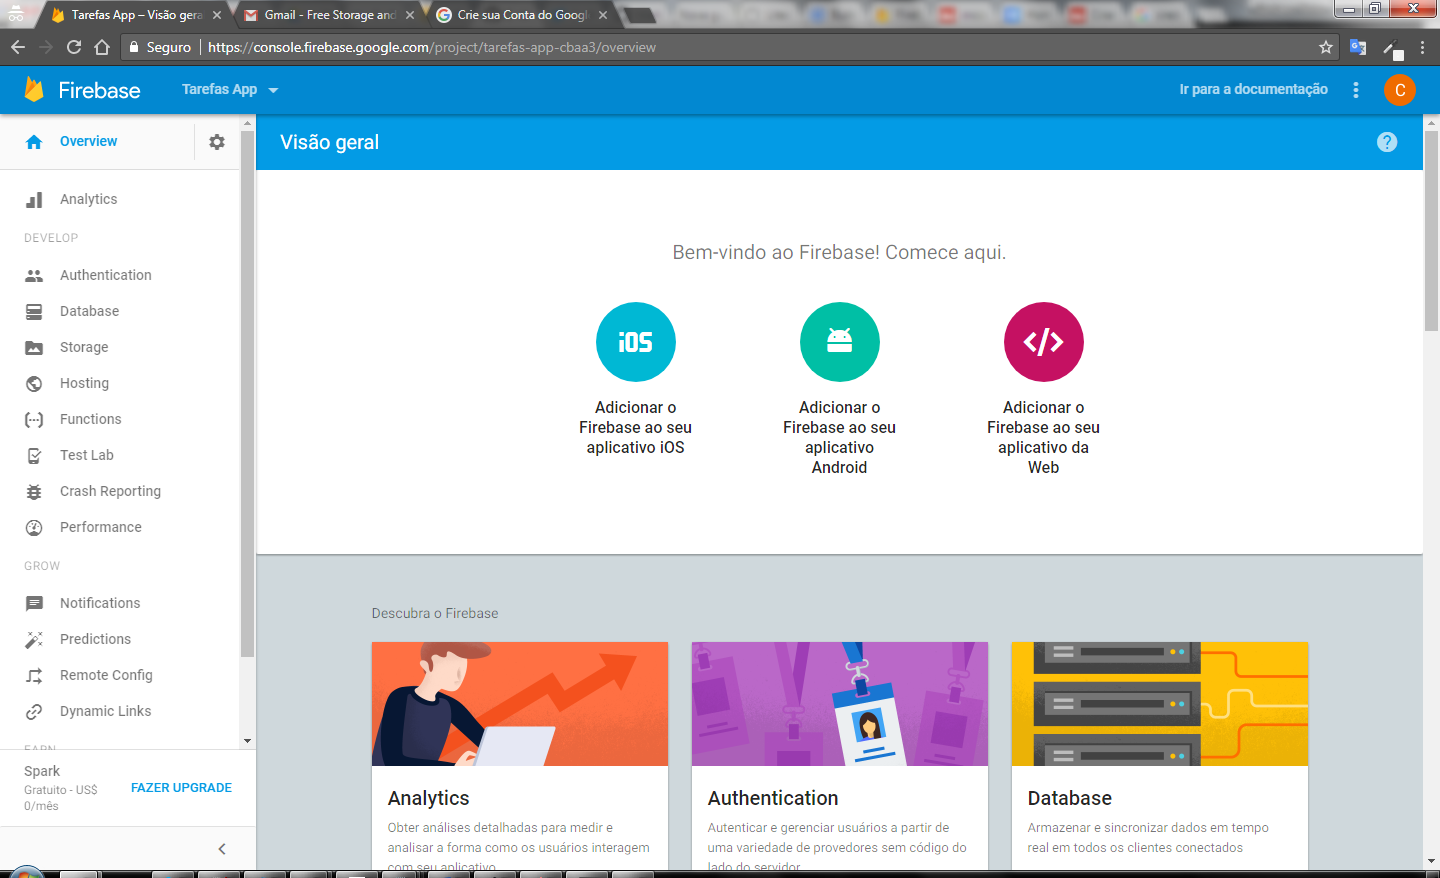 Tarefas App – Visão gera
Gmail - Free Storage and
Crie sua Conta do Googl
Seguro
https://console.firebase.google.com/project/tarefas-app-cbaa3/overview
Firebase
Tarefas App
Ir para a documentação
C
Overview
Visão geral
Analytics
DEVELOP
Authentication
Database
Storage
Hosting
Functions
Test Lab
Crash Reporting
Performance
GROW
Notifications
Predictions
Remote Config
Dynamic Links
EARN
Spark
Gratuito - US$
0/mês
FAZER UPGRADE
Bem-vindo ao Firebase! Comece aqui.
iOS
Adicionar o
Firebase ao seu
aplicativo iOS
Adicionar o
Firebase ao seu
aplicativo
Android
</>
Adicionar o
Firebase ao seu
aplicativo da
Web
Descubra o Firebase
Analytics
Obter análises detalhadas para medir e
analisar a forma como os usuários interagem
com seu aplicativo
Authentication
Autenticar e gerenciar usuários a partir de
uma variedade de provedores sem código do
lado do servidor
Database
Armazenar e sincronizar dados em tempo
real em todos os clientes conectados